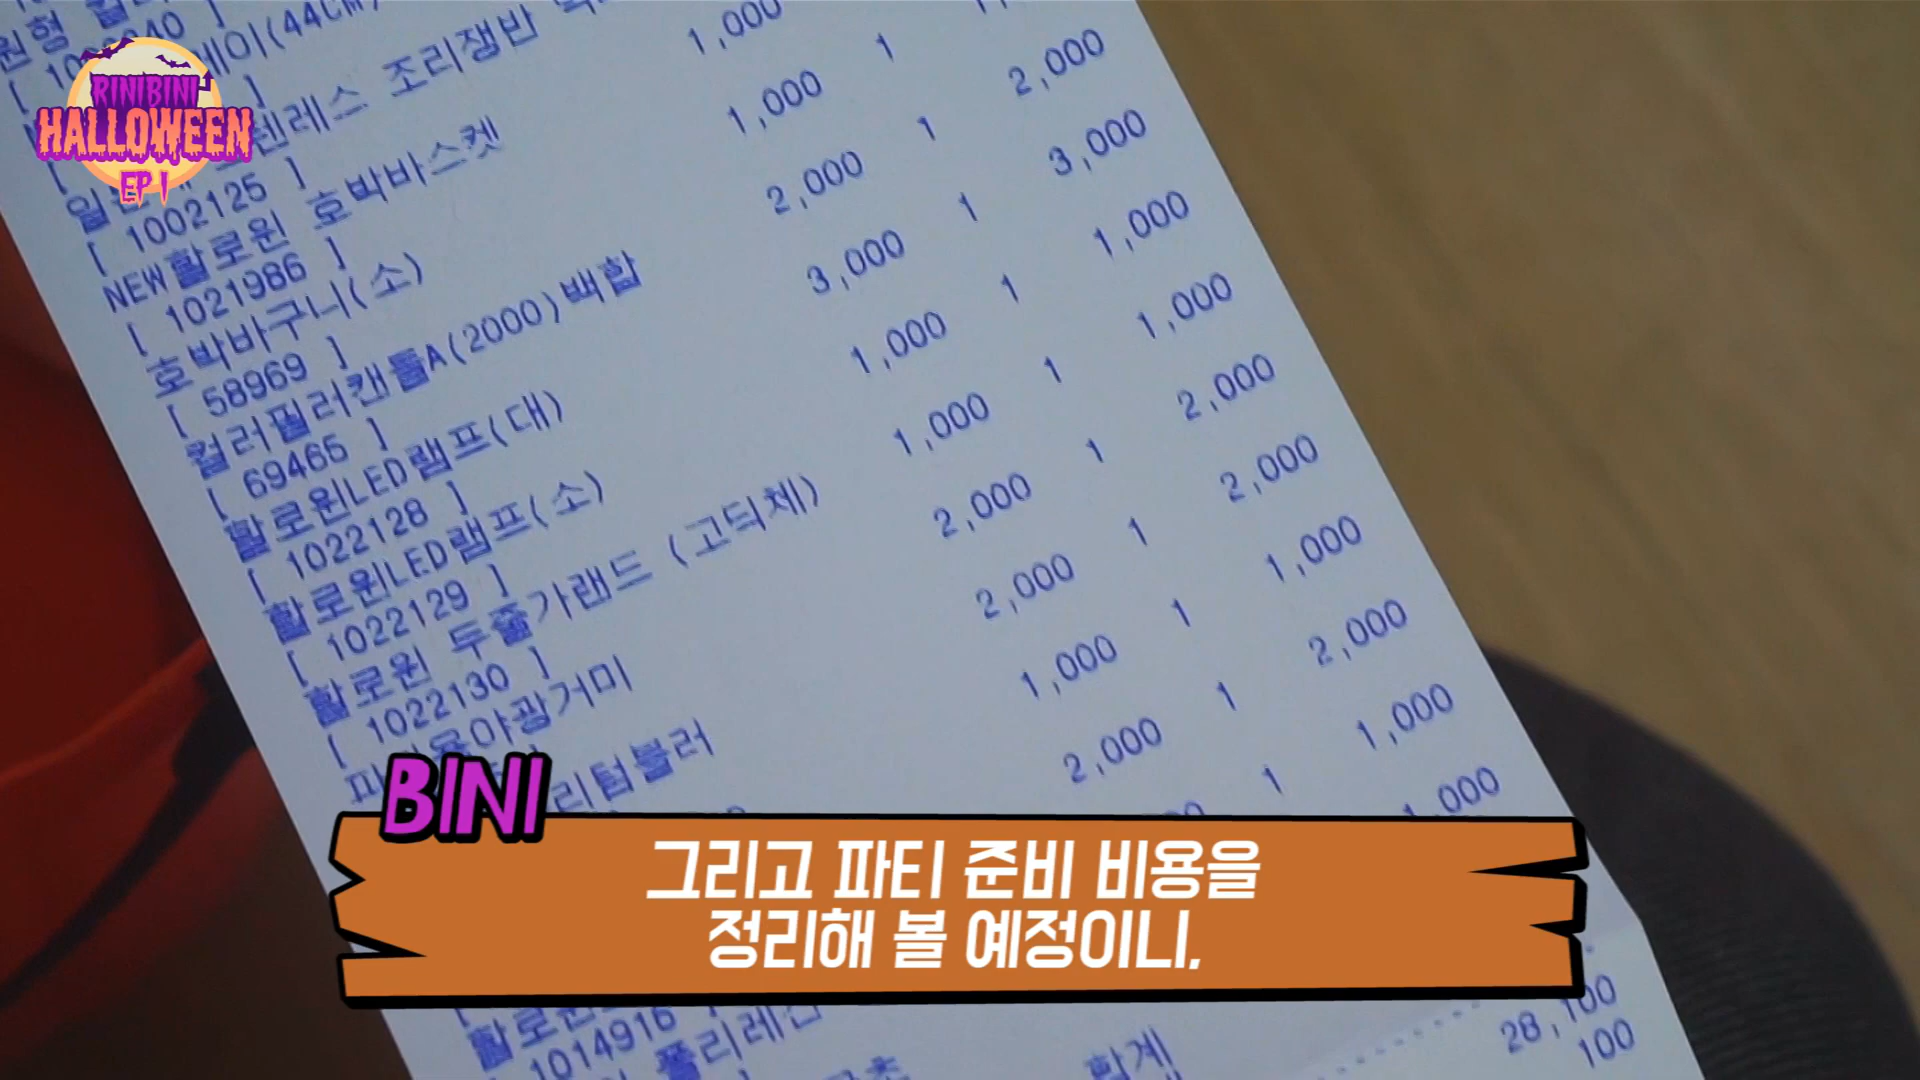 원형
1,000 1
RINIBINI
HALLOWEEN
EP 1
조리쟁반 1,000 1 2,000
[ 1002125 ]
NEW할로윈 호박바스켓 2,000 1 3,000
[ 1021986 ]
호박바구니(소) 3,000 1 1,000
[ 58969 ]
컬러필러캔들A(2000)백합 1,000 1 1,000
[ 69465 ]
할로윈LED램프(대) 1,000 1 2,000
[ 1022128 ]
할로윈LED램프(소) 2,000 1 2,000
[ 1022129 ]
할로윈 두줄가랜드 (고딕체) 2,000 1 1,000
[ 1022130 ]
야광거미 1,000 1 2,000
리텀블러 2,000 1 1,000
BINI
그리고 파티 준비 비용을
정리해 볼 예정이니,
1014916
합계 28,100
100